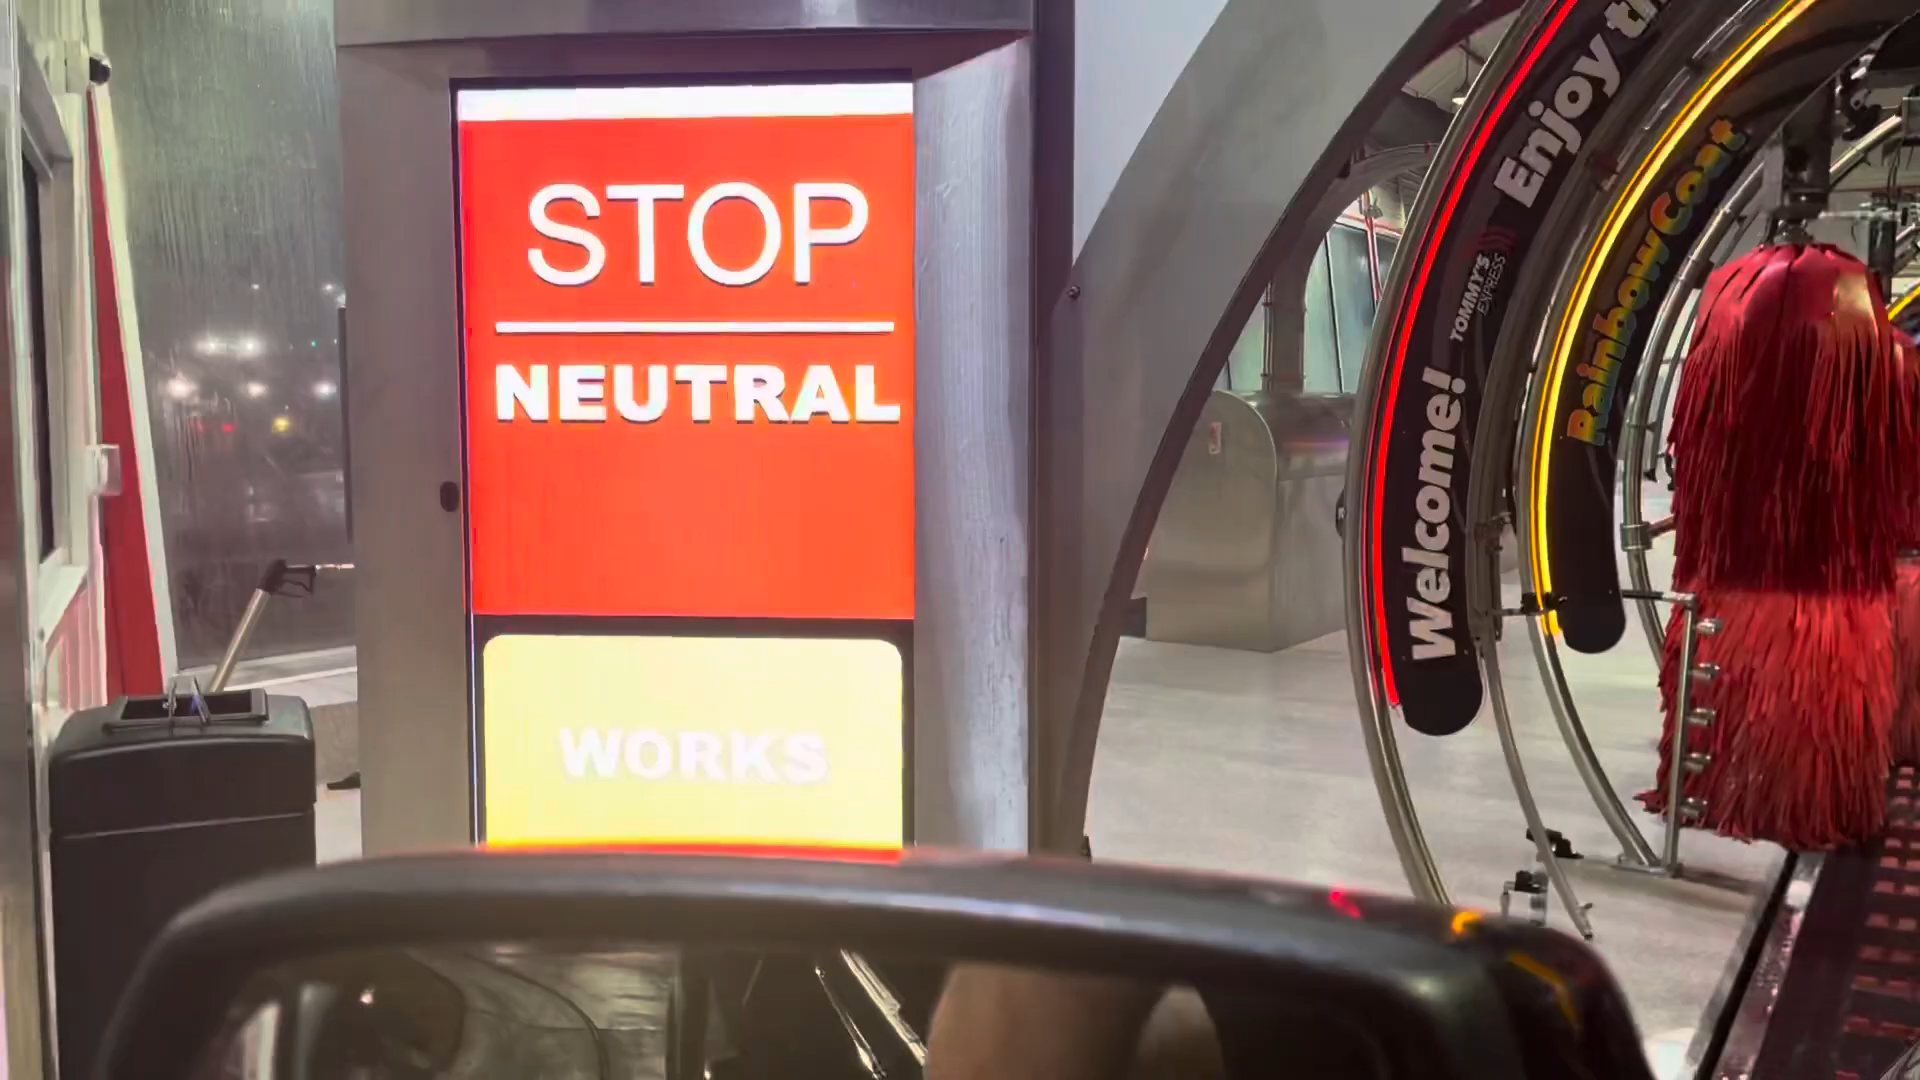 STOP
NEUTRAL
WORKS
Welcome!
TOMMY'S
EXPRESS
Enjoy
RainbowCoat